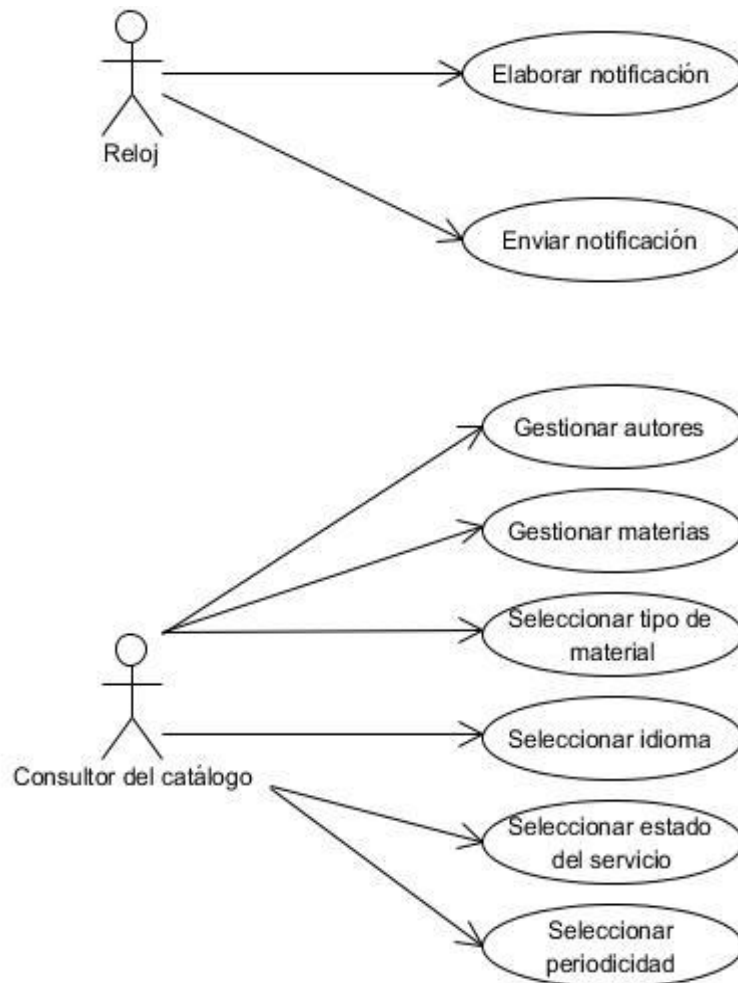 Elaborar notificación
Reloj
Enviar notificación
Gestionar autores
Gestionar materias
Seleccionar tipo de
material
Seleccionar idioma
Consultor del catálogo
Seleccionar estado
del servicio
Seleccionar
periodicidad